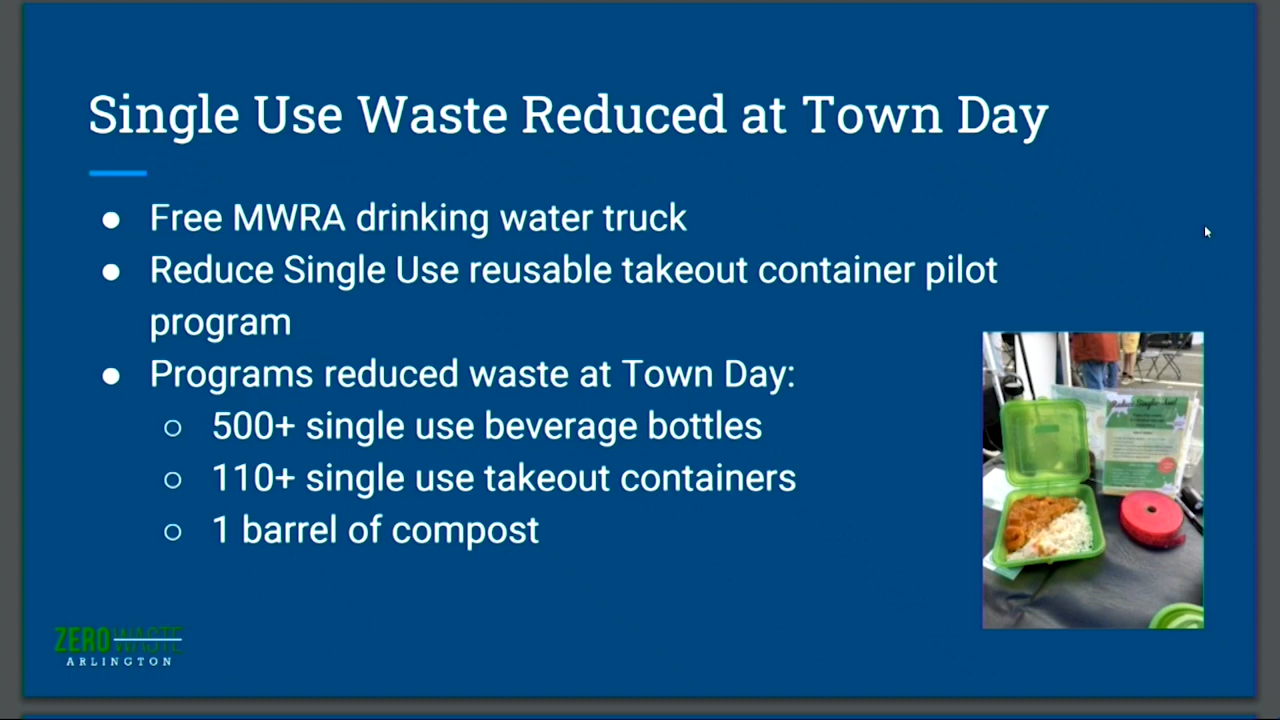 Single Use Waste Reduced at Town Day
● Free MWRA drinking water truck
● Reduce Single Use reusable takeout container pilot
program
● Programs reduced waste at Town Day:
○ 500+ single use beverage bottles
○ 110+ single use takeout containers
○ 1 barrel of compost
ZERO WASTE
ARLINGTON